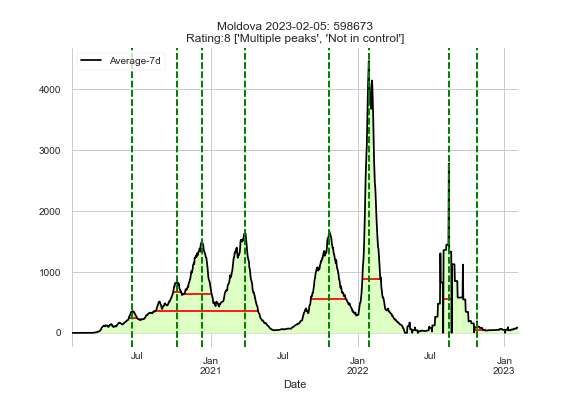 Moldova 2023-02-05: 598673
Rating:8 ['Multiple peaks', 'Not in control']
Average-7d
4000
3000
2000
1000
0
Jul
Jan
2021
Jul
Jan
2022
Jul
Jan
2023
Date